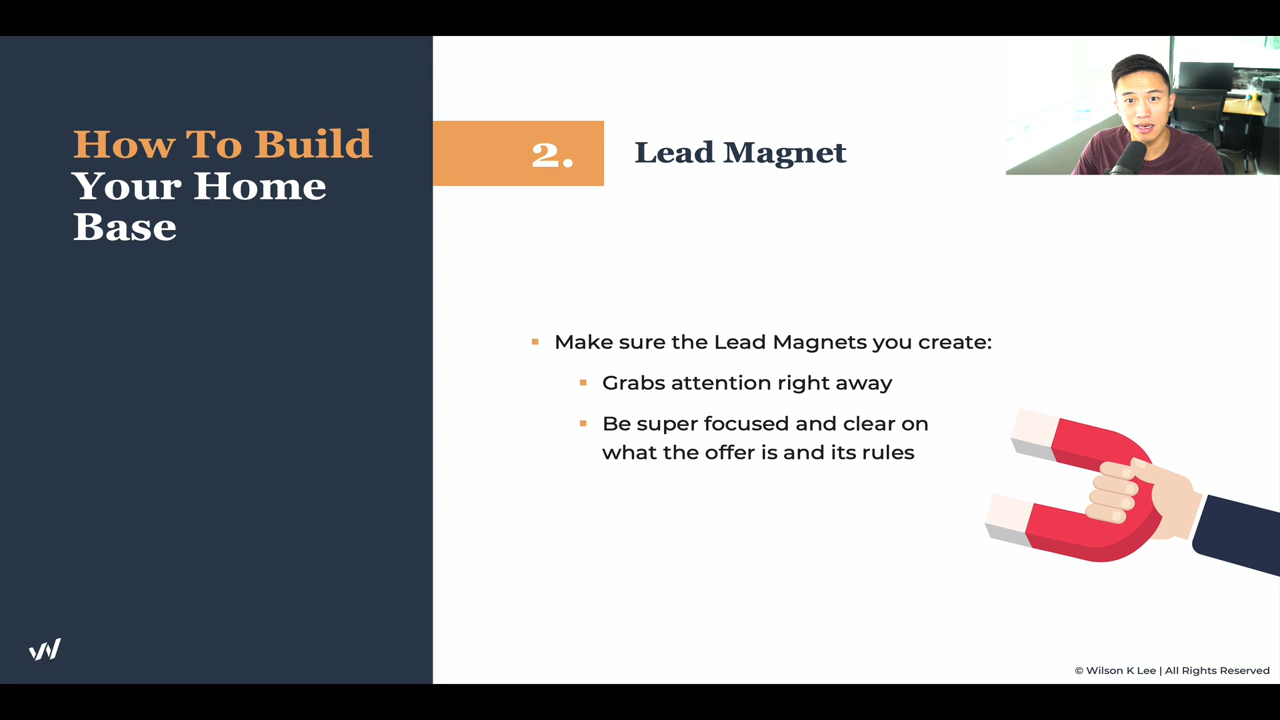 How To Build
Your Home
Base
2.
Lead Magnet
Make sure the Lead Magnets you create:
Grabs attention right away
Be super focused and clear on
what the offer is and its rules
© Wilson K Lee | All Rights Reserved